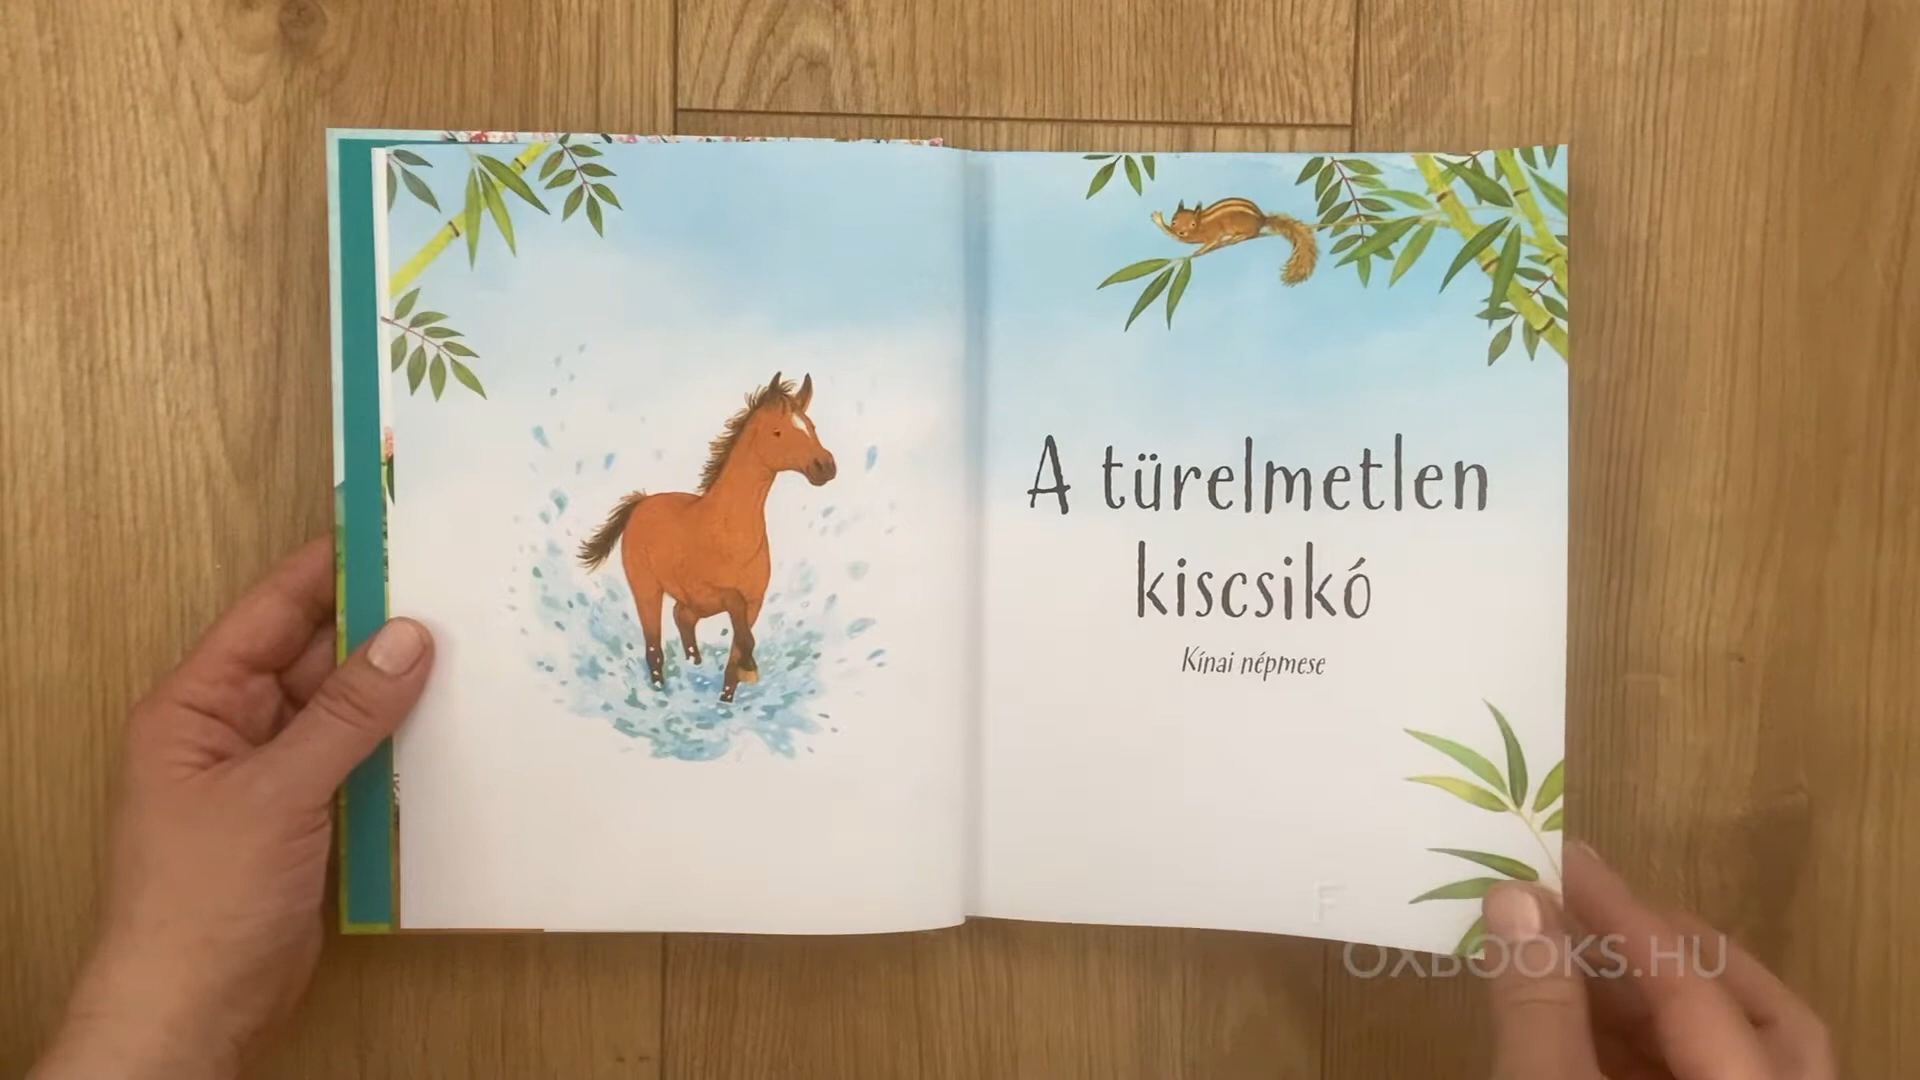 A türelmetlen
kiscsikó
Kínai népmese
F
OXBOOKS.HU